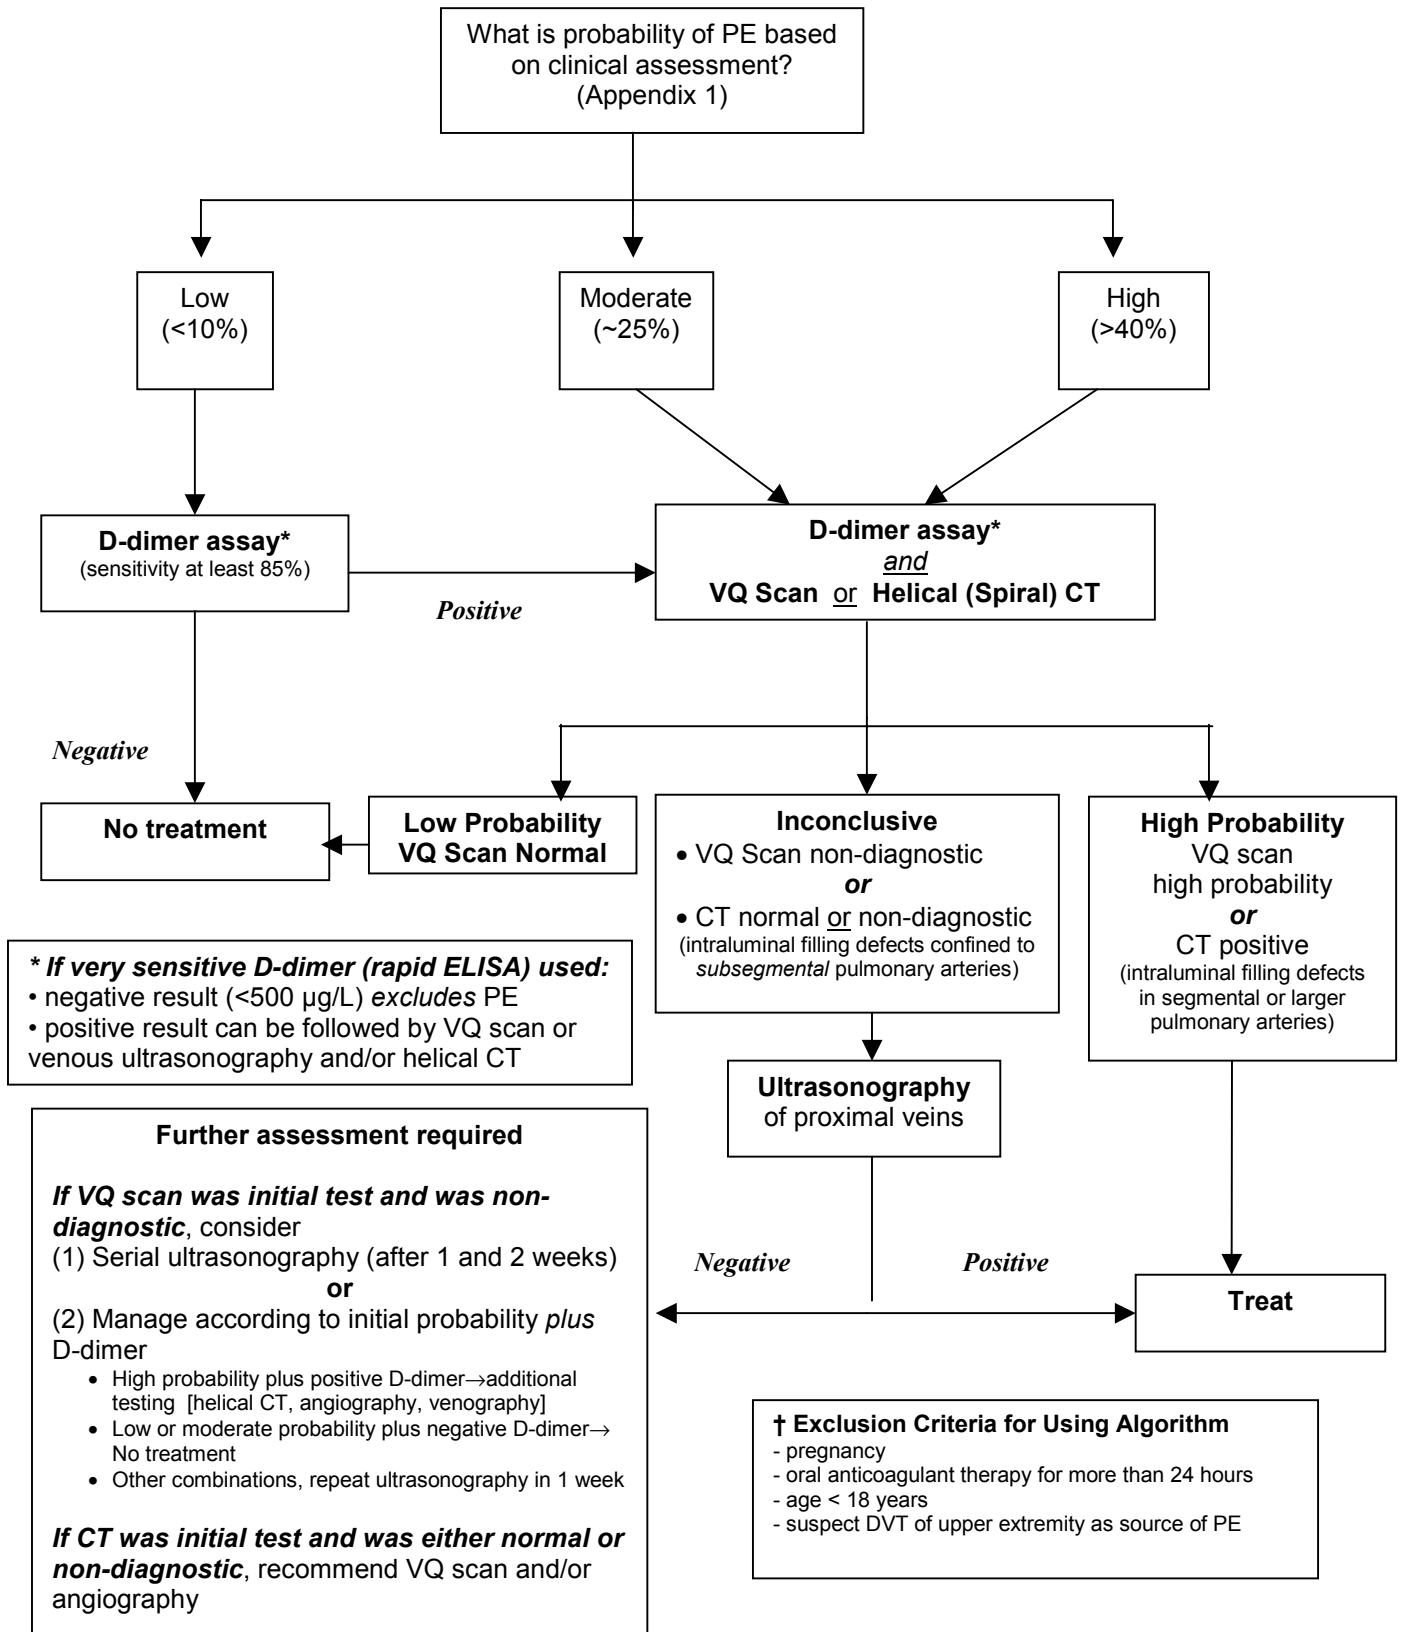 What is probability of PE based
on clinical assessment?
(Appendix 1)
Low
(<10%)
Moderate
(~25%)
High
(>40%)
D-dimer assay*
(sensitivity at least 85%)
Positive
D-dimer assay*
and
VQ Scan or Helical (Spiral) CT
Negative
No treatment
Low Probability
VQ Scan Normal
Inconclusive
• VQ Scan non-diagnostic
or
• CT normal or non-diagnostic
(intraluminal filling defects confined to
subsegmental pulmonary arteries)
High Probability
VQ scan
high probability
or
CT positive
(intraluminal filling defects
in segmental or larger
pulmonary arteries)
* If very sensitive D-dimer (rapid ELISA) used:
• negative result (<500 µg/L) excludes PE
• positive result can be followed by VQ scan or
venous ultrasonography and/or helical CT
Ultrasonography
of proximal veins
Negative
Positive
Treat
Further assessment required
If VQ scan was initial test and was non-
diagnostic, consider
(1) Serial ultrasonography (after 1 and 2 weeks)
or
(2) Manage according to initial probability plus
D-dimer
• High probability plus positive D-dimer→additional
testing [helical CT, angiography, venography]
• Low or moderate probability plus negative D-dimer→
No treatment
• Other combinations, repeat ultrasonography in 1 week
If CT was initial test and was either normal or
non-diagnostic, recommend VQ scan and/or
angiography
† Exclusion Criteria for Using Algorithm
- pregnancy
- oral anticoagulant therapy for more than 24 hours
- age < 18 years
- suspect DVT of upper extremity as source of PE